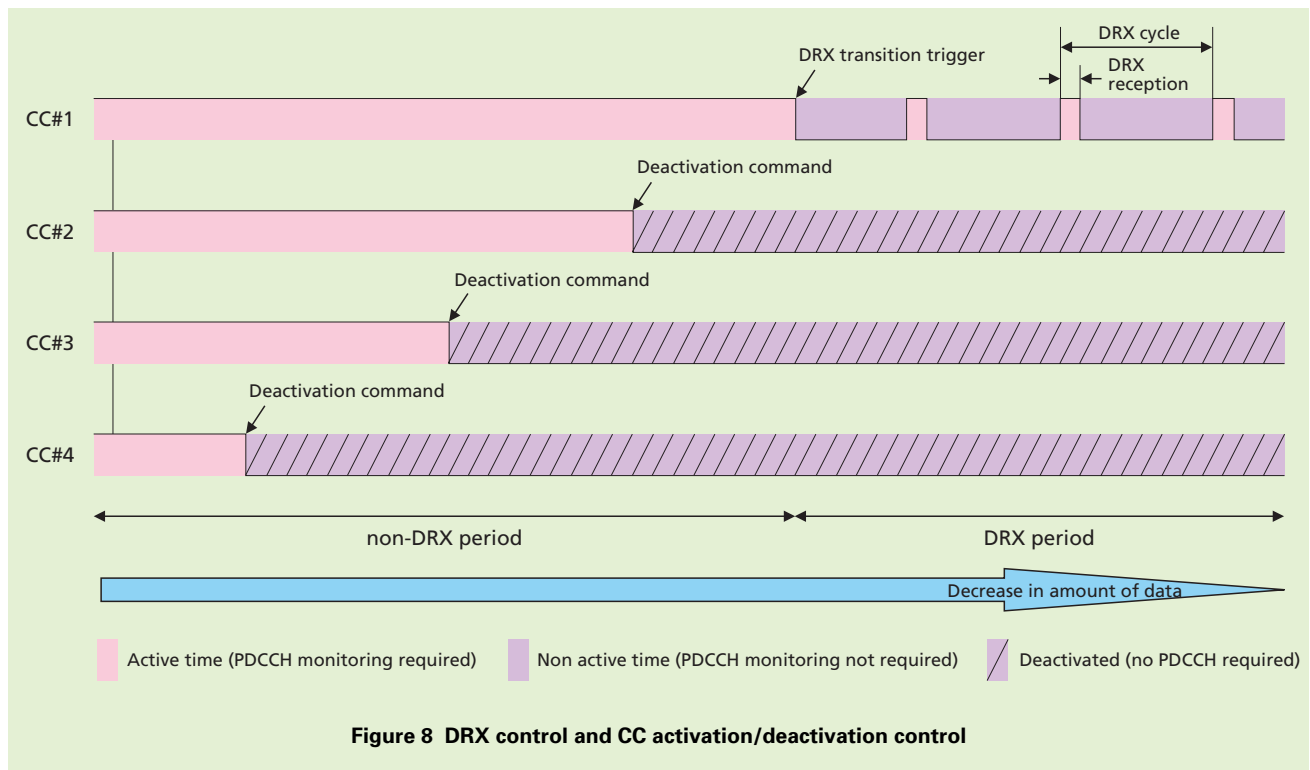 DRX cycle
DRX transition trigger
DRX
reception
CC#1
Deactivation command
CC#2
Deactivation command
CC#3
Deactivation command
CC#4
non-DRX period
DRX period
Decrease in amount of data
Active time (PDCCH monitoring required)
Non active time (PDCCH monitoring not required)
Deactivated (no PDCCH required)
Figure 8 DRX control and CC activation/deactivation control